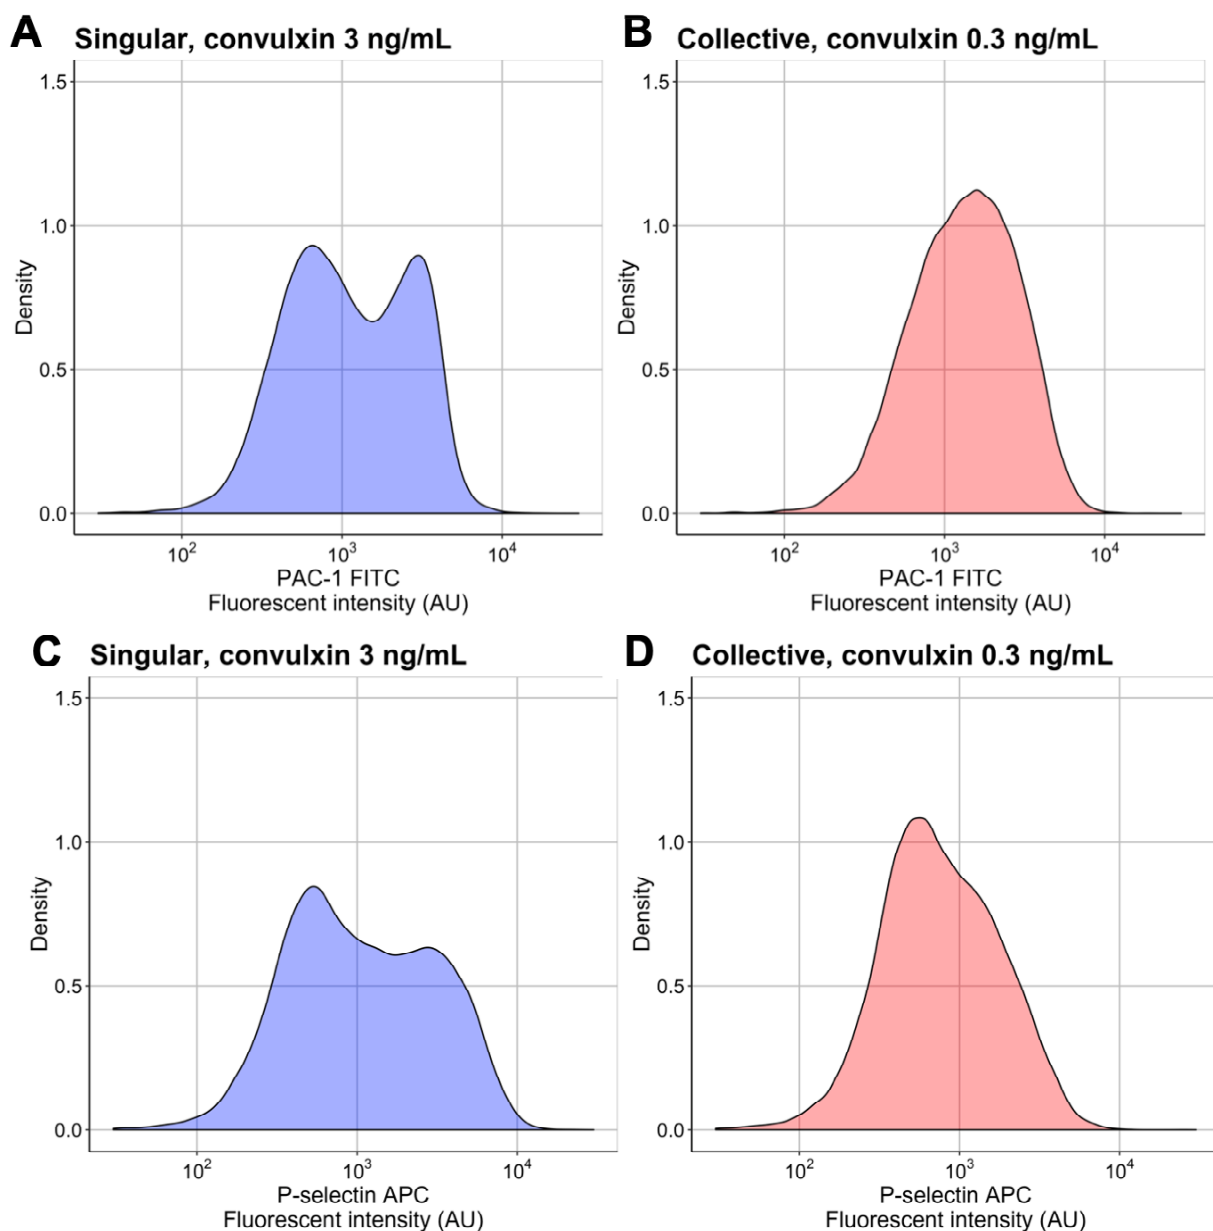 A Singular, convulxin 3 ng/mL
1.5
1.0
0.5
0.0
Density
10² 10³ 10⁴
PAC-1 FITC
Fluorescent intensity (AU)
B Collective, convulxin 0.3 ng/mL
1.5
1.0
0.5
0.0
Density
10² 10³ 10⁴
PAC-1 FITC
Fluorescent intensity (AU)
C Singular, convulxin 3 ng/mL
1.5
1.0
0.5
0.0
Density
10² 10³ 10⁴
P-selectin APC
Fluorescent intensity (AU)
D Collective, convulxin 0.3 ng/mL
1.5
1.0
0.5
0.0
Density
10² 10³ 10⁴
P-selectin APC
Fluorescent intensity (AU)